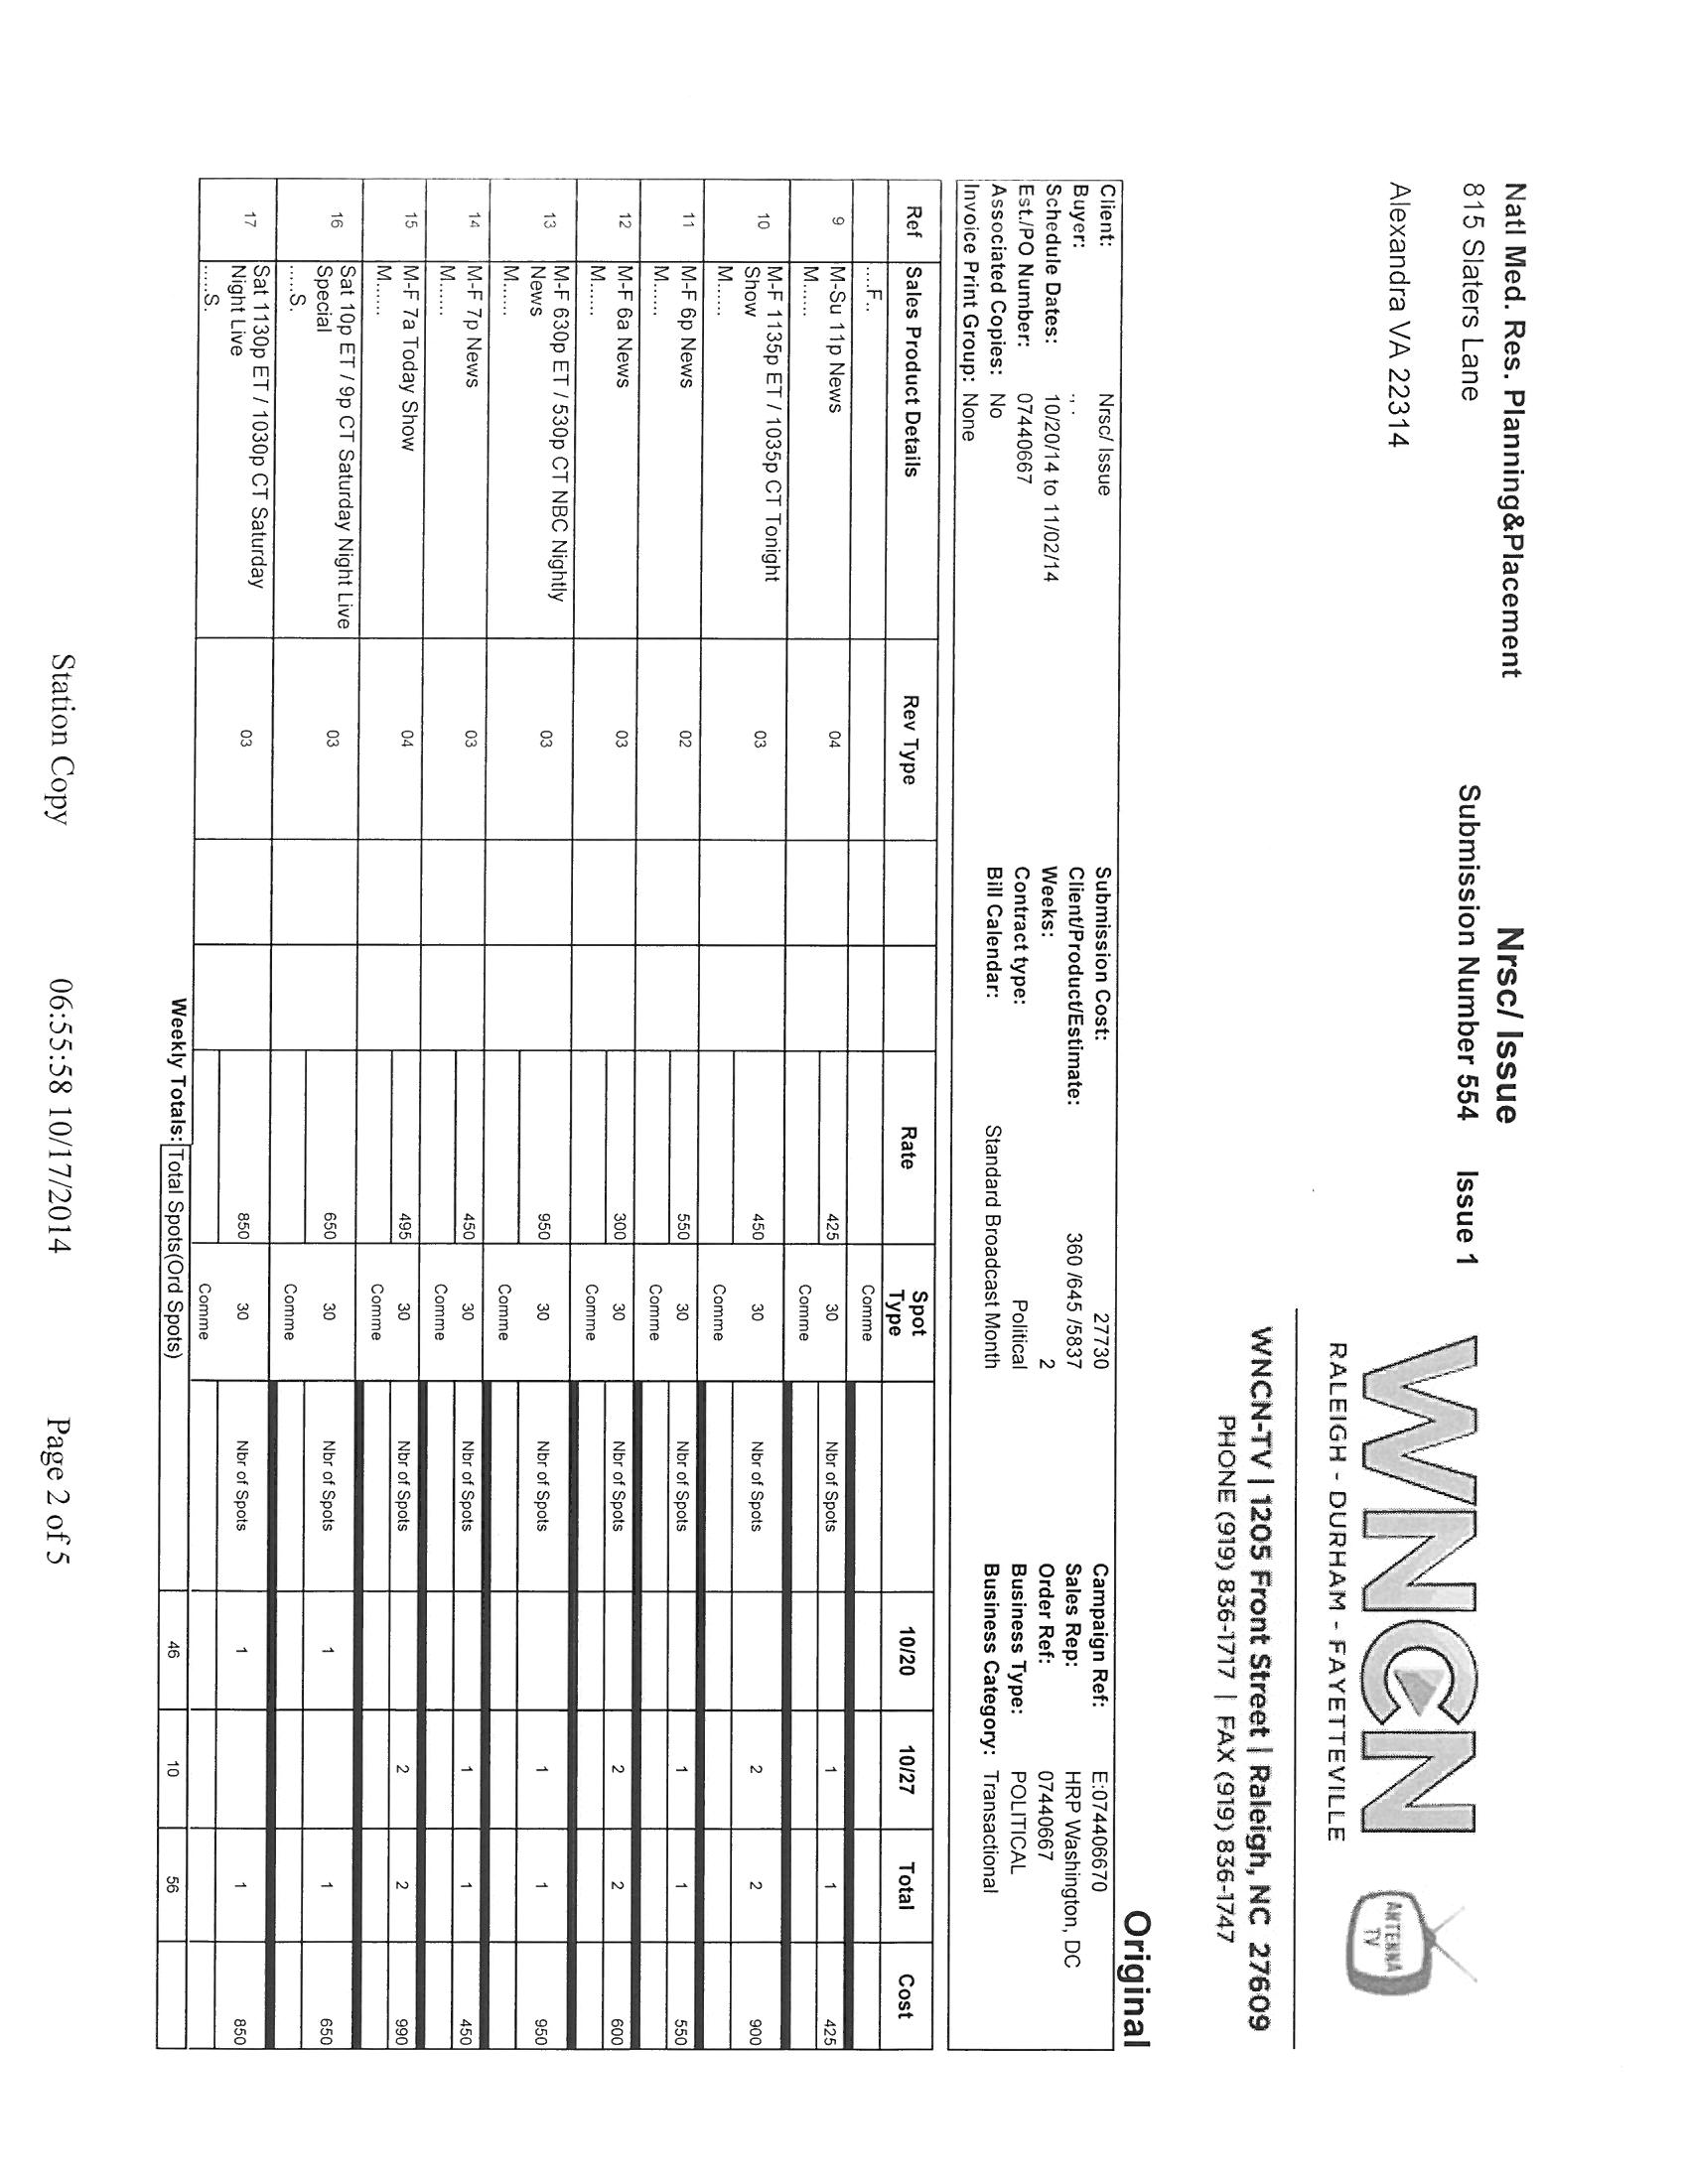 Natl Med. Res. Planning&Placement
815 Slaters Lane
Alexandra VA 22314
Nrsc/ Issue
Submission Number 554 Issue 1
WNCN
RALEIGH - DURHAM - FAYETTEVILLE
ANTENNA
TV
WNCN-TV | 1205 Front Street | Raleigh, NC 27609
PHONE (919) 836-1717 | FAX (919) 836-1747
Original
Client: Nrsc/ Issue Submission Cost: 27730 Campaign Ref: E:074406670
Buyer: ., . Client/Product/Estimate: 360 /645 /5837 Sales Rep: HRP Washington, DC
Schedule Dates: 10/20/14 to 11/02/14 Weeks: 2 Order Ref: 07440667
Est./PO Number: 07440667 Contract type: Political Business Type: POLITICAL
Associated Copies: No Bill Calendar: Standard Broadcast Month Business Category: Transactional
Invoice Print Group: None
Ref Sales Product Details Rev Type Rate Spot Type 10/20 10/27 Total Cost
....F.. Comme
9 M-Su 11p News 04 425 30 Nbr of Spots 1 1 425
M...... Comme
10 M-F 1135p ET / 1035p CT Tonight 03 450 30 Nbr of Spots 2 2 900
Show
M...... Comme
11 M-F 6p News 02 550 30 Nbr of Spots 1 1 550
M...... Comme
12 M-F 6a News 03 300 30 Nbr of Spots 2 2 600
M...... Comme
13 M-F 630p ET / 530p CT NBC Nightly 03 950 30 Nbr of Spots 1 1 950
News
M...... Comme
14 M-F 7p News 03 450 30 Nbr of Spots 1 1 450
M...... Comme
15 M-F 7a Today Show 04 495 30 Nbr of Spots 2 2 990
M...... Comme
16 Sat 10p ET / 9p CT Saturday Night Live 03 650 30 Nbr of Spots 1 1 650
Special
.....S. Comme
17 Sat 1130p ET / 1030p CT Saturday 03 850 30 Nbr of Spots 1 1 850
Night Live
.....S. Comme
Weekly Totals: Total Spots(Ord Spots) 46 10 56
Station Copy 06:55:58 10/17/2014 Page 2 of 5